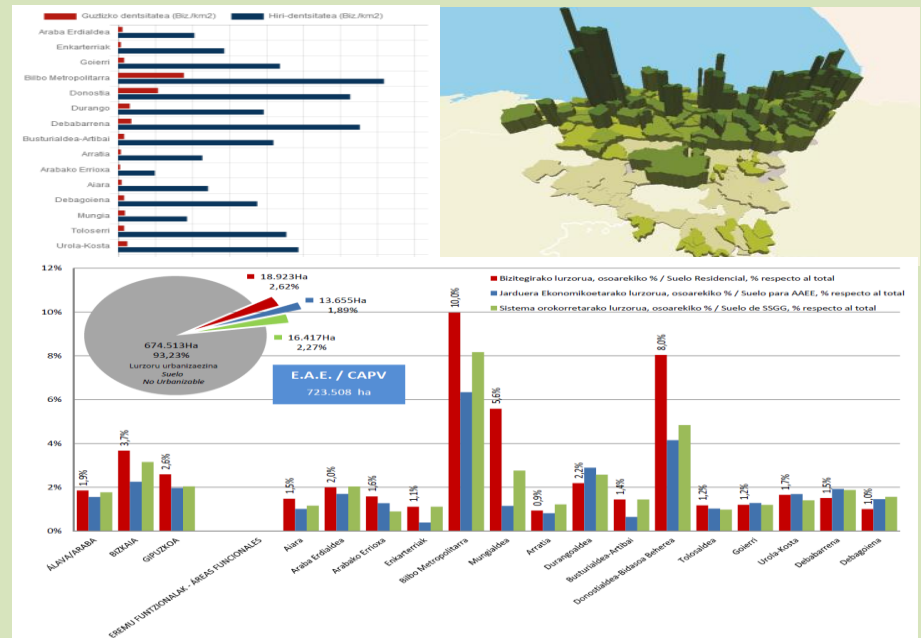 Guztizko dentsitatea (Biz./km2)
Hiri-dentsitatea (Biz./km2)
Araba Erdialdea
Enkarterriak
Goierri
Bilbo Metropolitarra
Donostia
Durango
Debabarrena
Busturialdea-Artibai
Arratia
Arabako Errioxa
Aiara
Debagoiena
Mungia
Toloserri
Urola-Kosta
12%
10%
8%
6%
4%
2%
0%
18.923Ha
2,62%
13.655Ha
1,89%
16.417Ha
2,27%
674.513Ha
93,23%
Lurzoru urbanizaezina
Suelo
No Urbanizable
E.A.E. / CAPV
723.508 ha
Bizitegirako lurzorua, osoarekiko % / Suelo Residencial, % respecto al total
Jarduera Ekonomikoetarako lurzorua, osoarekiko % / Suelo para AAEE, % respecto al total
Sistema orokorretarako lurzorua, osoarekiko % / Suelo de SSGG, % respecto al total
1,9%
3,7%
2,6%
1,5%
2,0%
1,6%
1,1%
10,0%
5,6%
0,9%
2,2%
1,4%
8,0%
1,2%
1,2%
1,7%
1,5%
1,0%
ALAVA/ARABA
BIZKAIA
GIPUZKOA
EREMU FUNTZIONALAK - ÁREAS FUNCIONALES
Aiara
Araba Erdialdea
Arabako Errioxa
Enkarterriak
Bilbo Metropolitarra
Mungialdea
Arratia
Durangoaldea
Busturialdea-Artibai
Donostialdea-Bidasoa Beherea
Tolosaldea
Goierri
Urola-Kosta
Debabarrena
Debagoiena